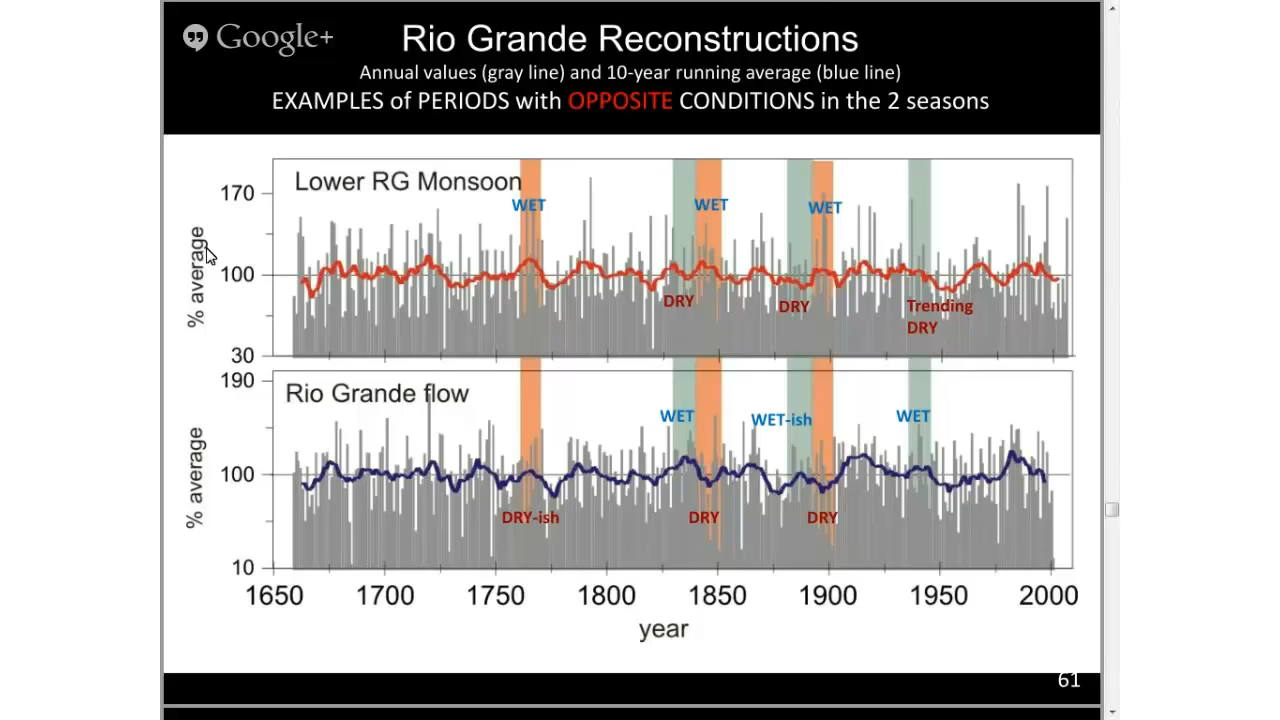 Google+
Rio Grande Reconstructions
Annual values (gray line) and 10-year running average (blue line)
EXAMPLES of PERIODS with OPPOSITE CONDITIONS in the 2 seasons
Lower RG Monsoon
170
100
30
% average
WET
WET
WET
DRY
DRY
Trending
DRY
Rio Grande flow
190
100
10
% average
WET
WET-ish
WET
DRY-ish
DRY
DRY
1650 1700 1750 1800 1850 1900 1950 2000
year
61